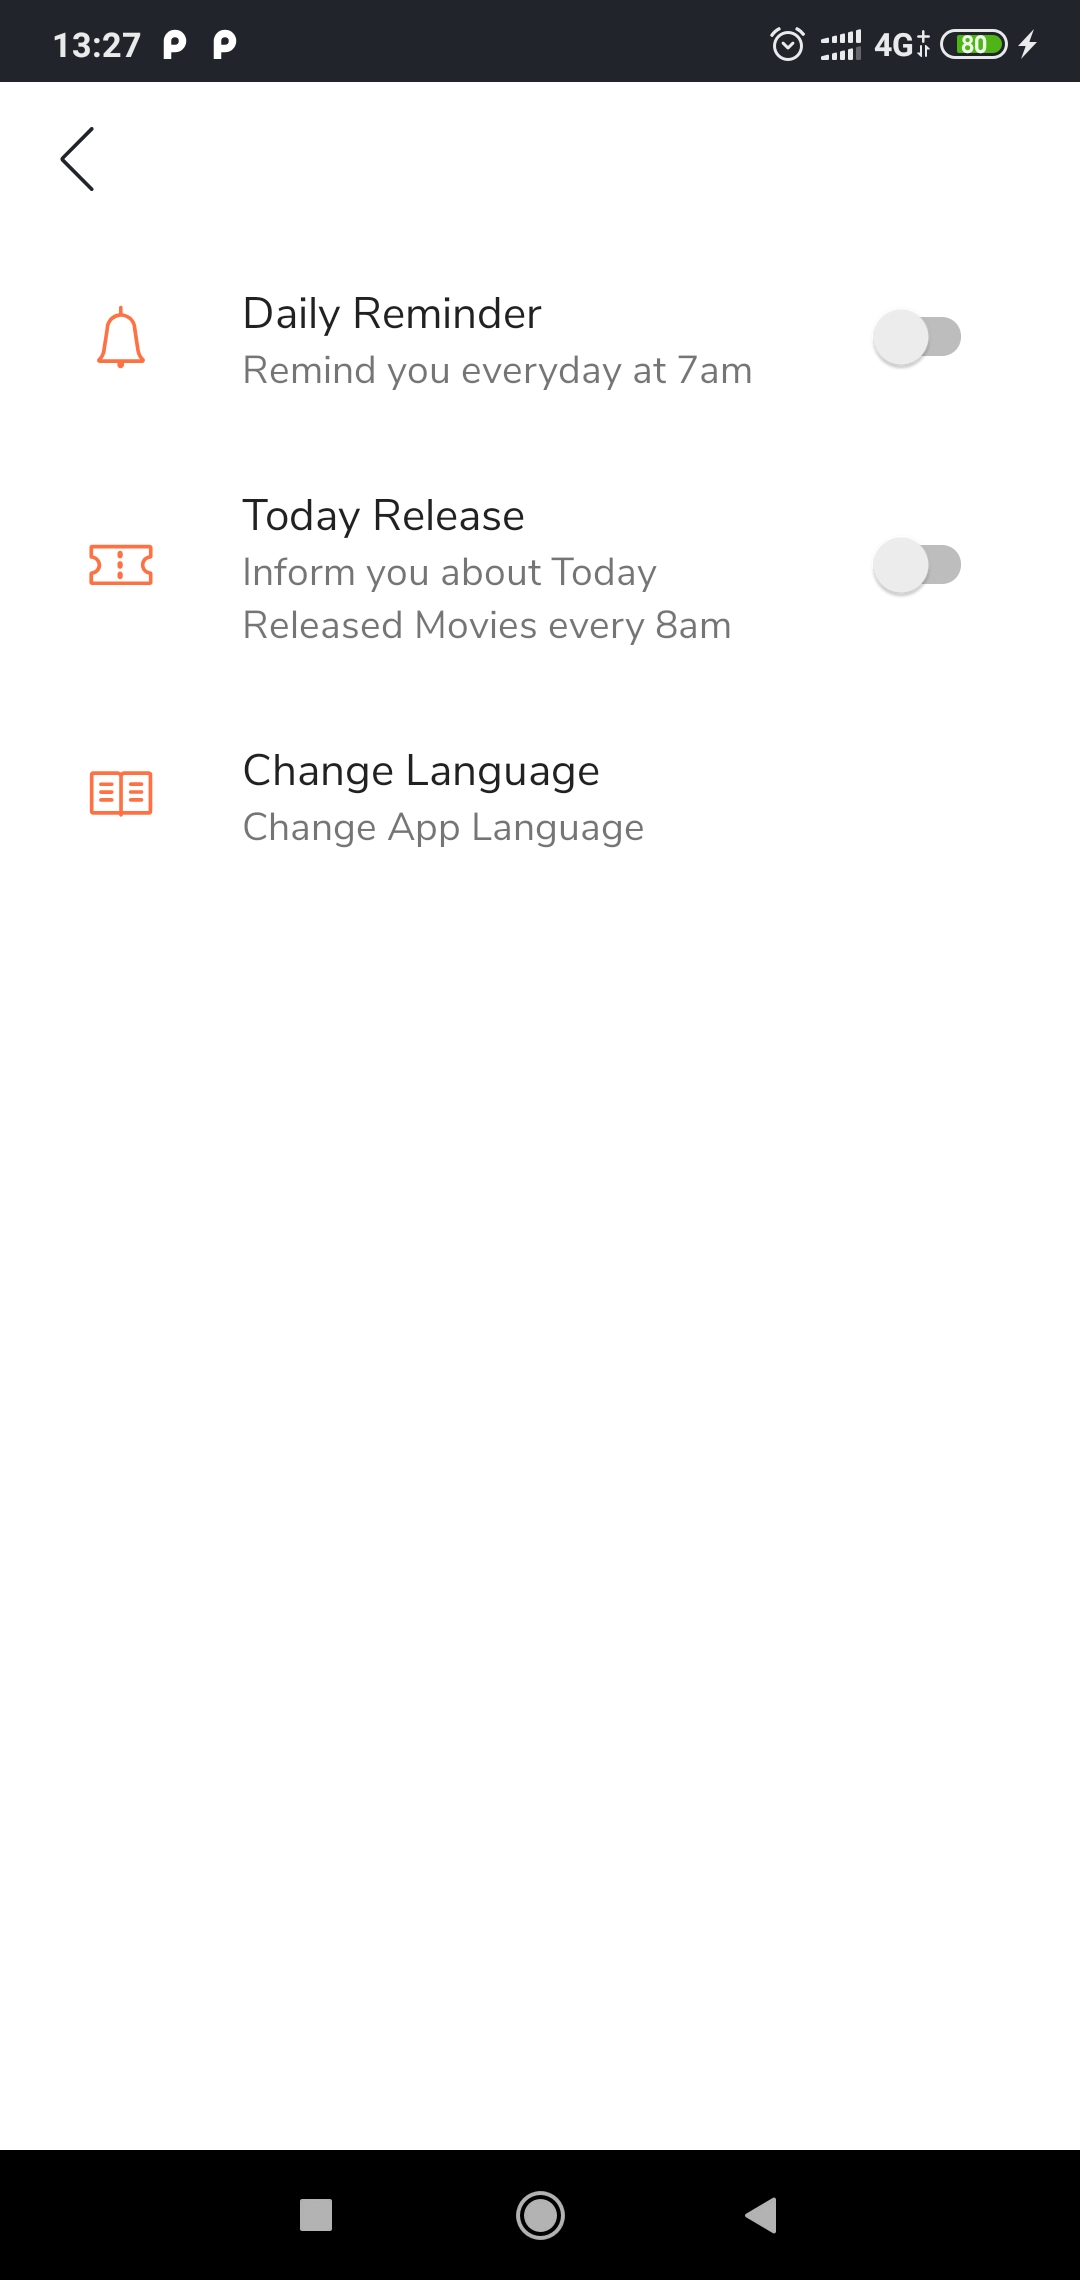 13:27 4G+ 80
Daily Reminder
Remind you everyday at 7am
Today Release
Inform you about Today
Released Movies every 8am
Change Language
Change App Language